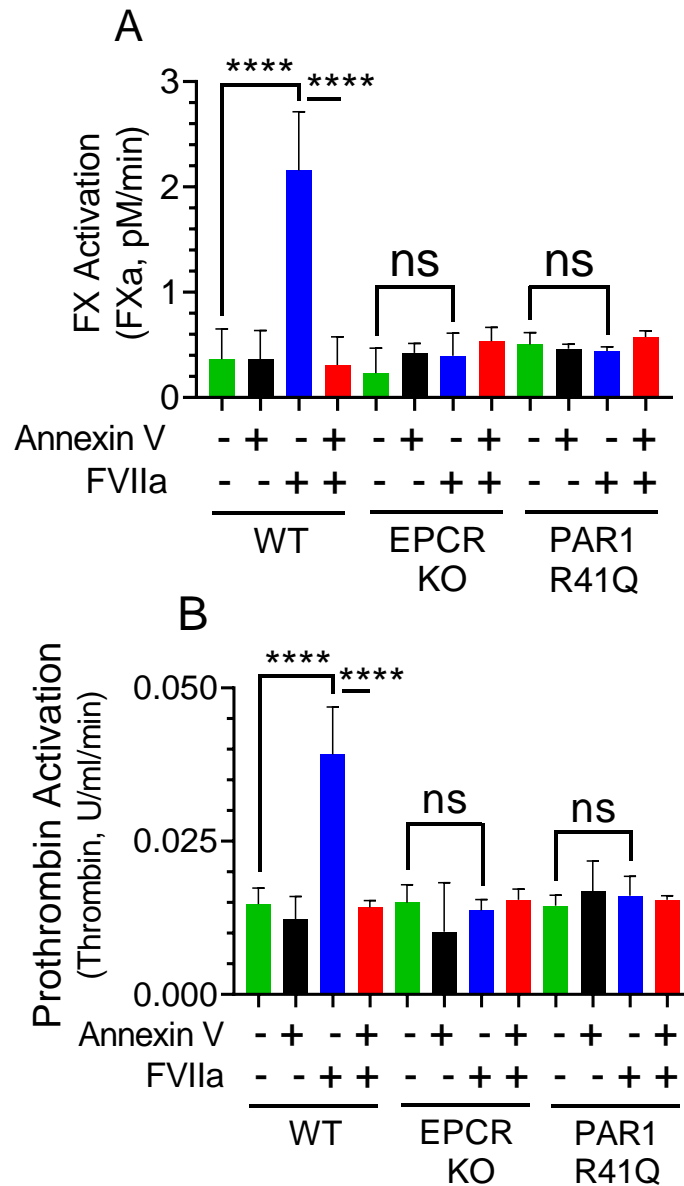 A
**** ****
FX Activation
(FXa, pM/min)
3
2
1
0
ns
ns
Annexin V - + - + - + - + - + - +
FVIIa - - + + - - + + - - + +
WT
EPCR
KO
PAR1
R41Q
B
**** ****
Prothrombin Activation
(Thrombin, U/ml/min)
0.050
0.025
0.000
ns
ns
Annexin V - + - + - + - + - + - +
FVIIa - - + + - - + + - - + +
WT
EPCR
KO
PAR1
R41Q